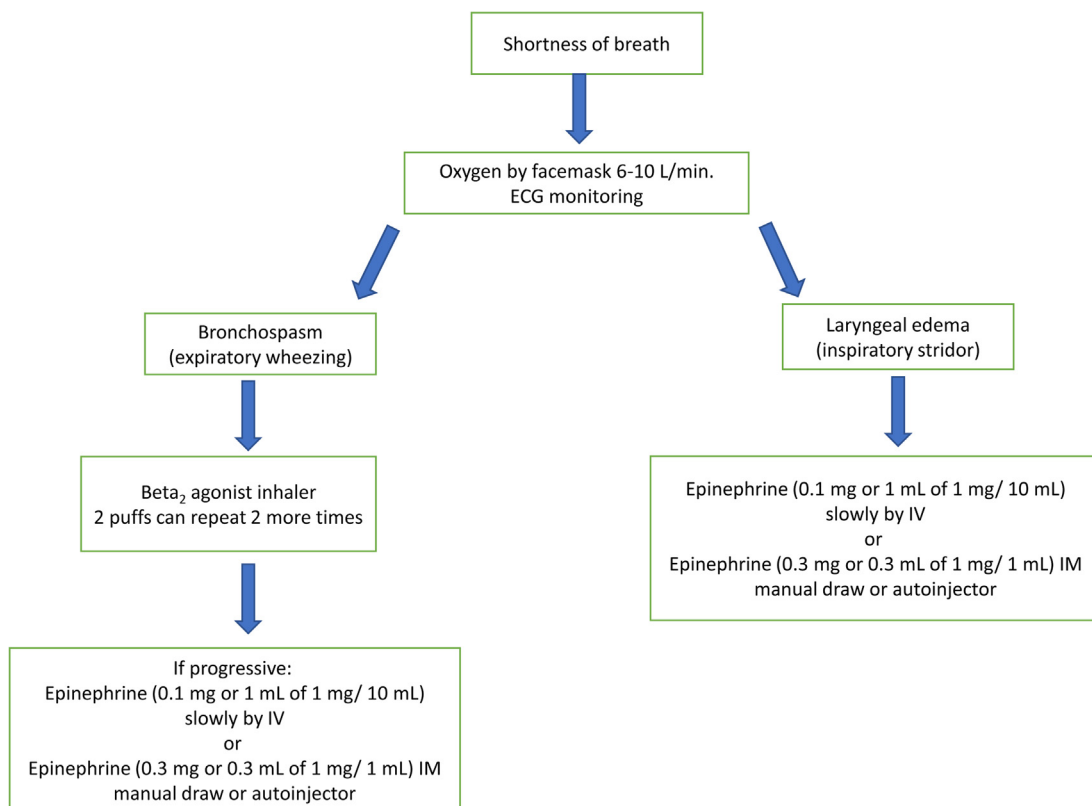 Shortness of breath
Oxygen by facemask 6-10 L/min.
ECG monitoring
Bronchospasm
(expiratory wheezing)
Laryngeal edema
(inspiratory stridor)
Beta₂ agonist inhaler
2 puffs can repeat 2 more times
Epinephrine (0.1 mg or 1 mL of 1 mg/ 10 mL)
slowly by IV
or
Epinephrine (0.3 mg or 0.3 mL of 1 mg/ 1 mL) IM
manual draw or autoinjector
If progressive:
Epinephrine (0.1 mg or 1 mL of 1 mg/ 10 mL)
slowly by IV
or
Epinephrine (0.3 mg or 0.3 mL of 1 mg/ 1 mL) IM
manual draw or autoinjector